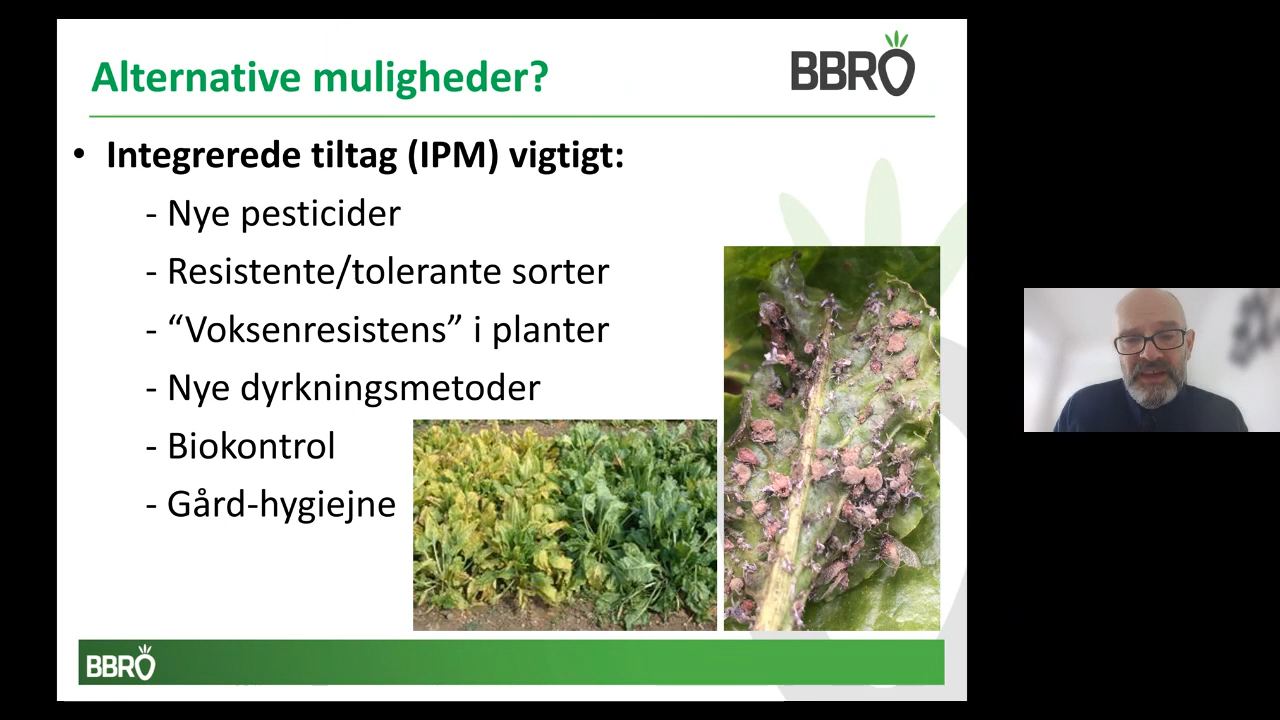 Alternative muligheder?
BBRO
• Integrerede tiltag (IPM) vigtigt:
- Nye pesticider
- Resistente/tolerante sorter
- “Voksenresistens” i planter
- Nye dyrkningsmetoder
- Biokontrol
- Gård-hygiejne
BBRO